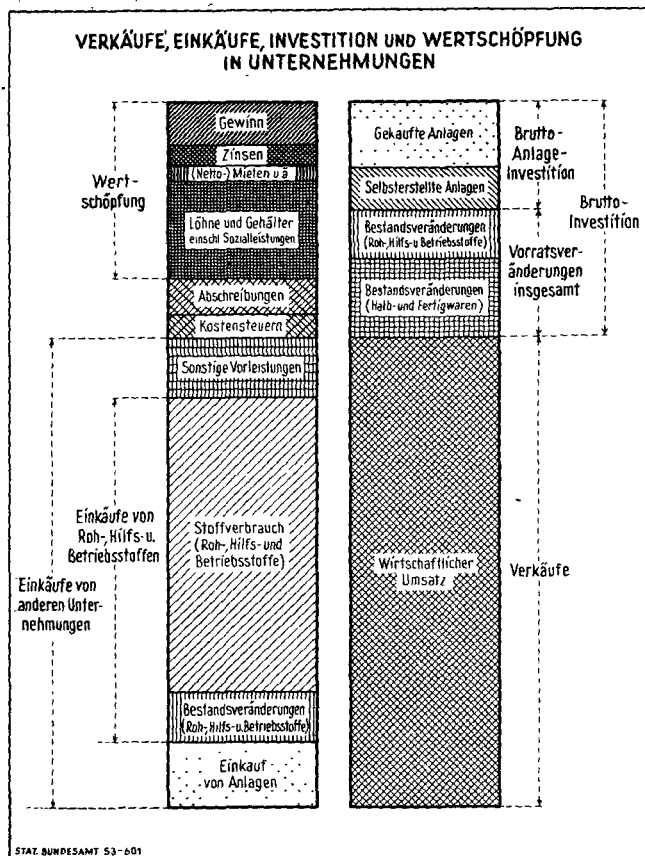 VERKÄUFE, EINKÄUFE, INVESTITION UND WERTSCHÖPFUNG
IN UNTERNEHMUNGEN
Wert-
schöpfung
Einkäufe von
Roh-, Hilfs- u.
Betriebsstoffen
Einkäufe von
anderen Unter-
nehmungen
Gewinn
Zinsen
(Netto-) Mieten u ä
Löhne und Gehälter
einschl Sozialleistungen
Abschreibungen
Kostensteuern
Sonstige Vorleistungen
Stoffverbrauch
(Roh-, Hilfs- und
Betriebsstoffe)
Bestandsveränderungen
(Roh-, Hilfs- u. Betriebsstoffe)
Einkauf
von Anlagen
Gekaufte Anlagen
Selbsterstellte Anlagen
Bestandsveränderungen
(Roh-, Hilfs- u Betriebsstoffe)
Bestandsveränderungen
(Halb- und Fertigwaren)
Wirtschaftlicher
Umsatz
Brutto-
Anlage-
Investition
Vorratsver-
änderungen
insgesamt
Brutto-
Investition
Verkäufe
STAT. BUNDESAMT 53-601